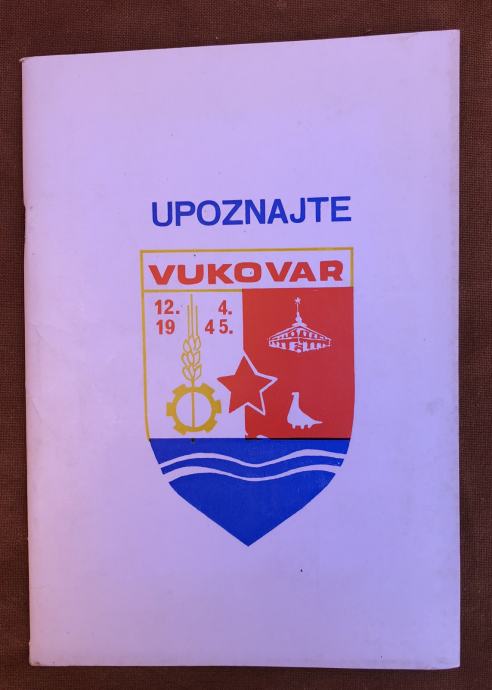 UPOZNAJTE
VUKOVAR
12. 4.
19 45.